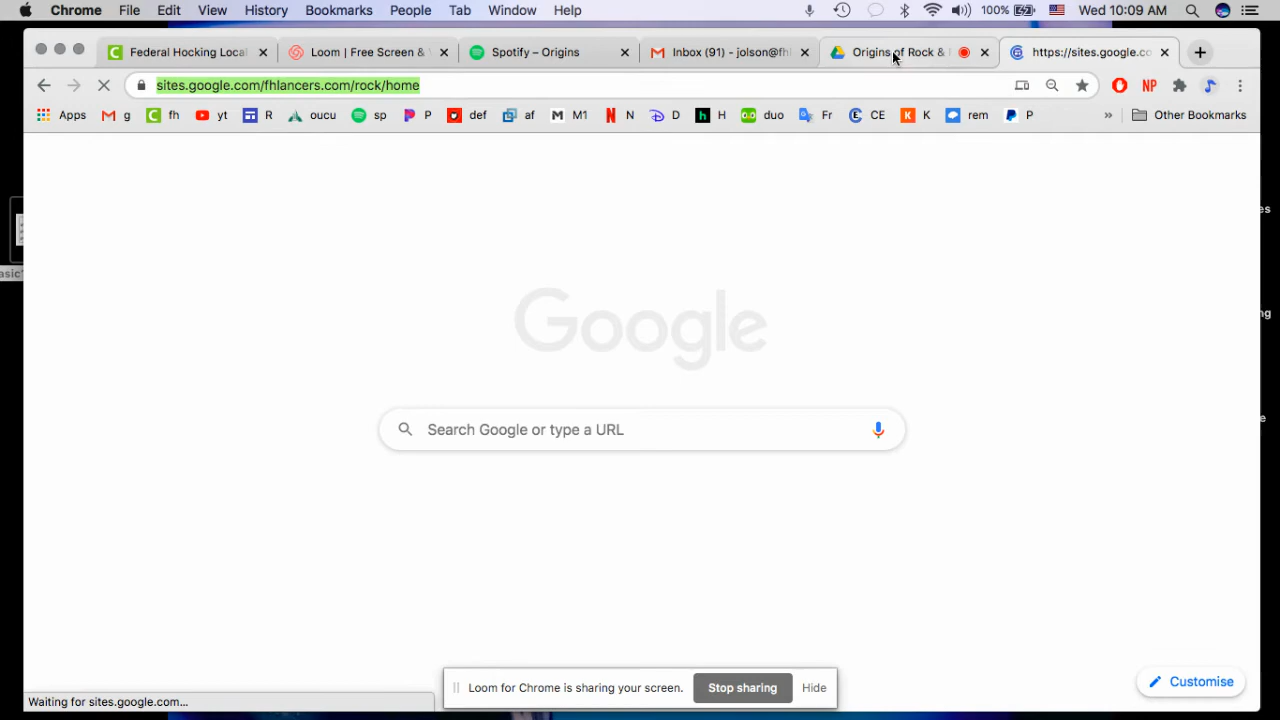 Chrome File Edit View History Bookmarks People Tab Window Help 100% Wed 10:09 AM
Federal Hocking Local Loom | Free Screen & Spotify – Origins Inbox (91) - jolson@fh Origins of Rock & https://sites.google.co
sites.google.com/fhlancers.com/rock/home NP
Apps g fh yt R oucu sp P def af M1 N D H duo Fr CE K rem P » Other Bookmarks
es
asic
ng
e
Google
Search Google or type a URL
Loom for Chrome is sharing your screen. Stop sharing Hide
Customise
Waiting for sites.google.com...